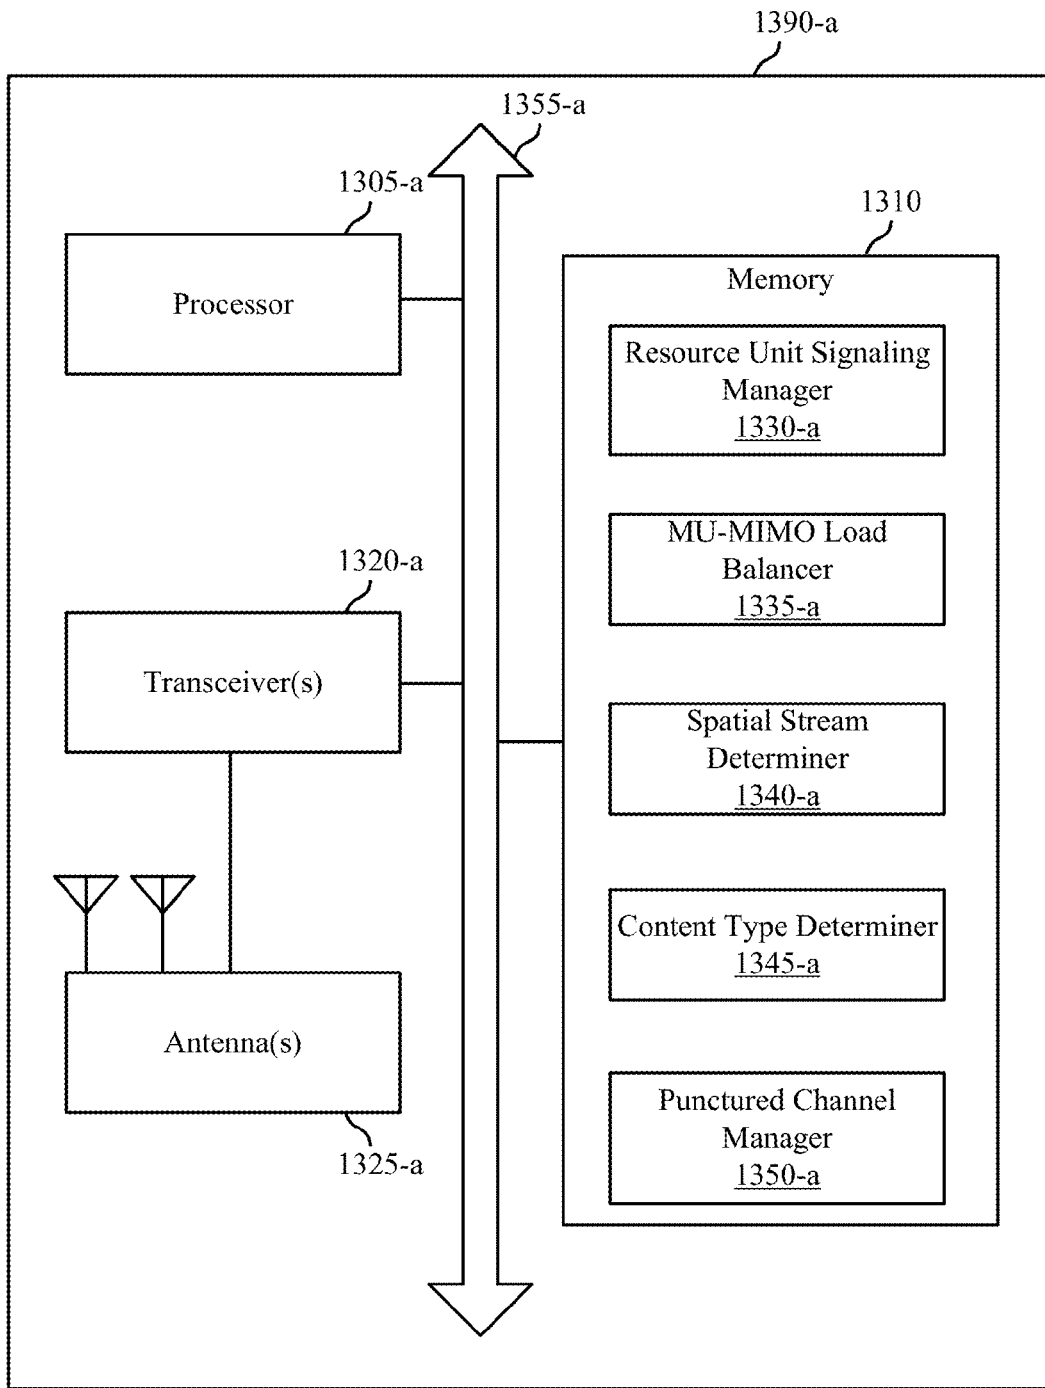 1390-a
1355-a
1305-a
Processor
1310
Memory
Resource Unit Signaling
Manager
1330-a
MU-MIMO Load
Balancer
1335-a
1320-a
Transceiver(s)
Spatial Stream
Determiner
1340-a
Content Type Determiner
1345-a
Antenna(s)
1325-a
Punctured Channel
Manager
1350-a